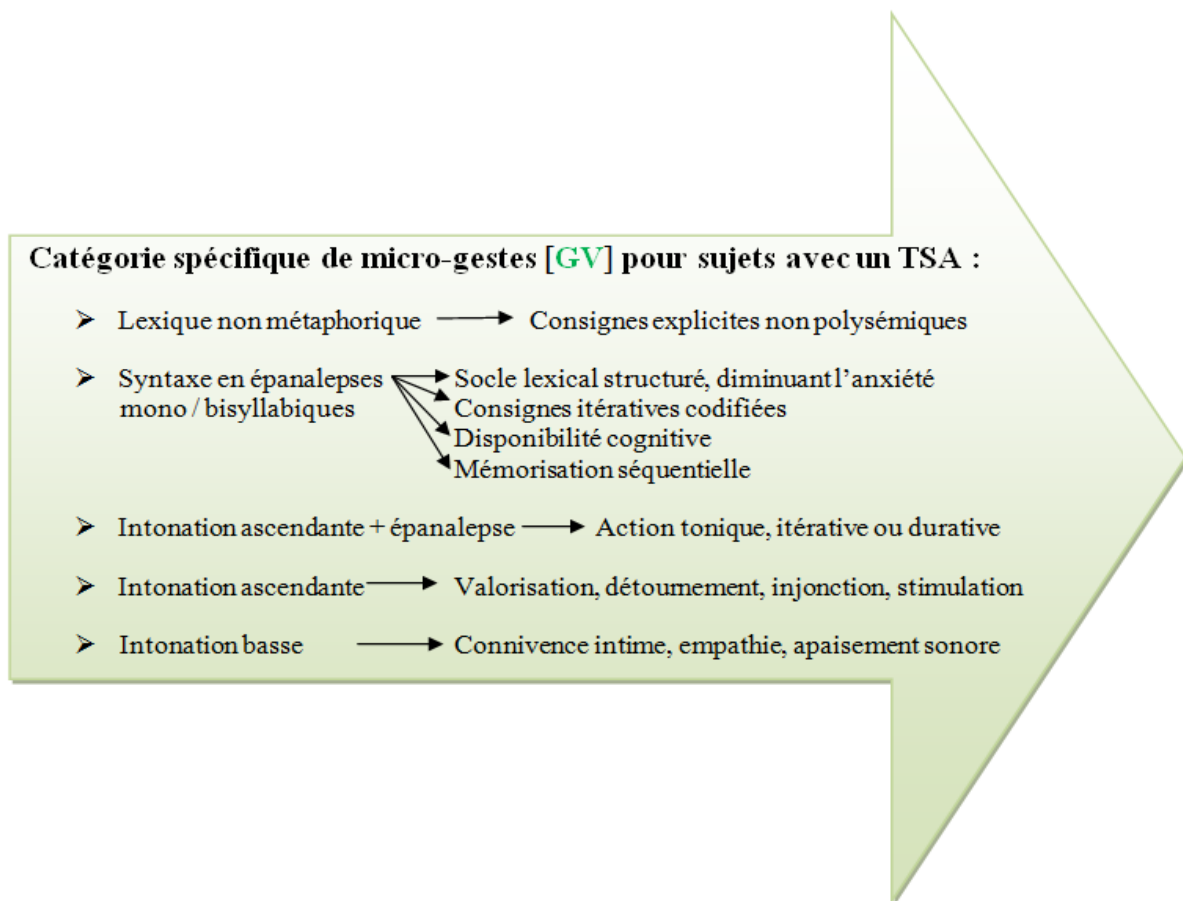 Catégorie spécifique de micro-gestes [GV] pour sujets avec un TSA :
Lexique non métaphorique Consignes explicites non polysémiques
Syntaxe en épanalepses Socle lexical structuré, diminuant l’anxiété
mono / bisyllabiques Consignes itératives codifiées
Disponibilité cognitive
Mémorisation séquentielle
Intonation ascendante + épanalepse Action tonique, itérative ou durative
Intonation ascendante Valorisation, détournement, injonction, stimulation
Intonation basse Connivence intime, empathie, apaisement sonore